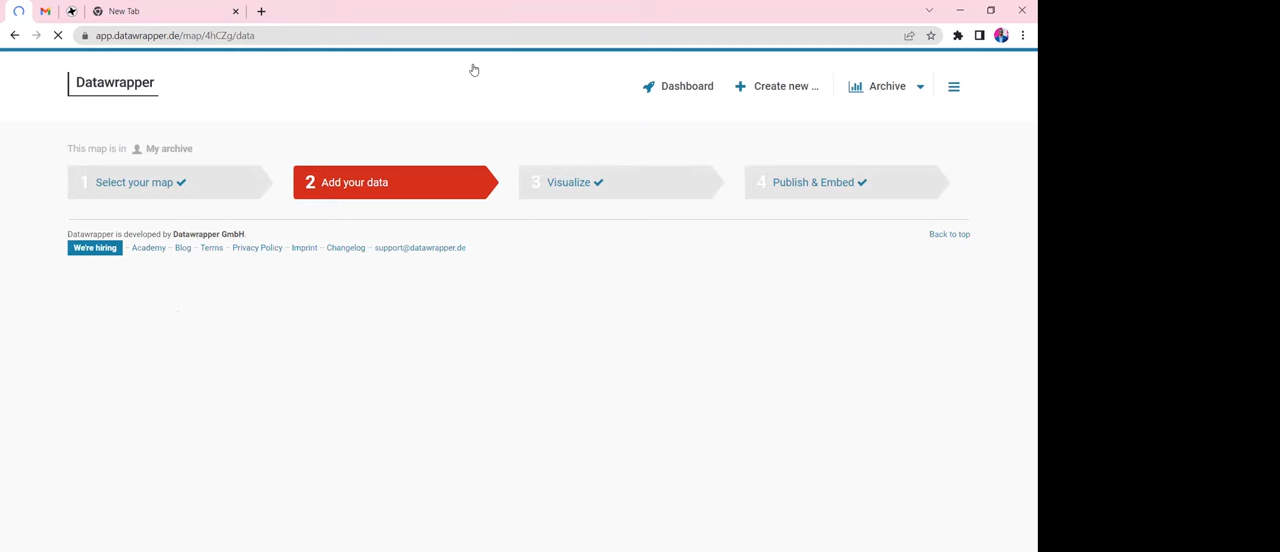 New Tab
app.datawrapper.de/map/4hCZg/data
Datawrapper
Dashboard
Create new ...
Archive
This map is in My archive
1 Select your map
2 Add your data
3 Visualize
4 Publish & Embed
Datawrapper is developed by Datawrapper GmbH.
Back to top
We're hiring – Academy – Blog – Terms – Privacy Policy – Imprint – Changelog – support@datawrapper.de